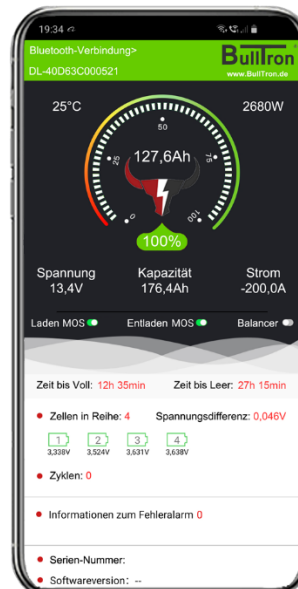 19:34
Bluetooth-Verbindung>
DL-40D63C000521
BullTron
www.BullTron.de
25°C
2680W
0 25 50 75 100
127,6Ah
100%
Spannung Kapazität Strom
13,4V 176,4Ah -200,0A
Laden MOS Entladen MOS Balancer
Zeit bis Voll: 12h 35min Zeit bis Leer: 27h 15min
Zellen in Reihe: 4 Spannungsdifferenz: 0,046V
1 2 3 4
3,338V 3,524V 3,631V 3,638V
Zyklen: 0
Informationen zum Fehleralarm 0
Serien-Nummer:
Softwareversion: --